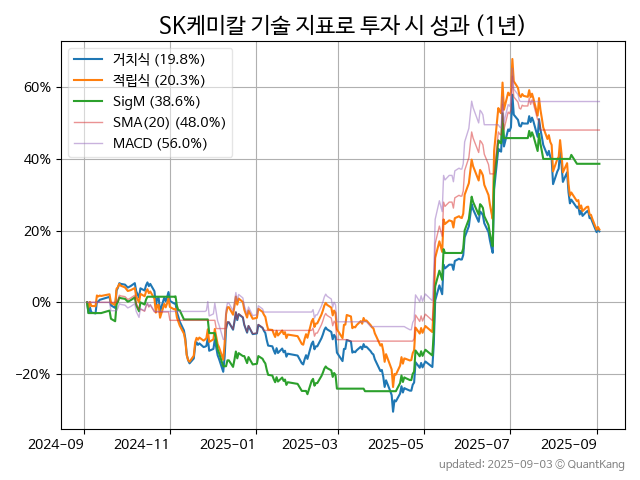 SK케미칼 기술 지표로 투자 시 성과 (1년)
거치식 (19.8%)
적립식 (20.3%)
SigM (38.6%)
SMA(20) (48.0%)
MACD (56.0%)
60%
40%
20%
0%
−20%
2024−09
2024−11
2025−01
2025−03
2025−05
2025−07
2025−09
updated: 2025−09−03 ⓒ QuantKang